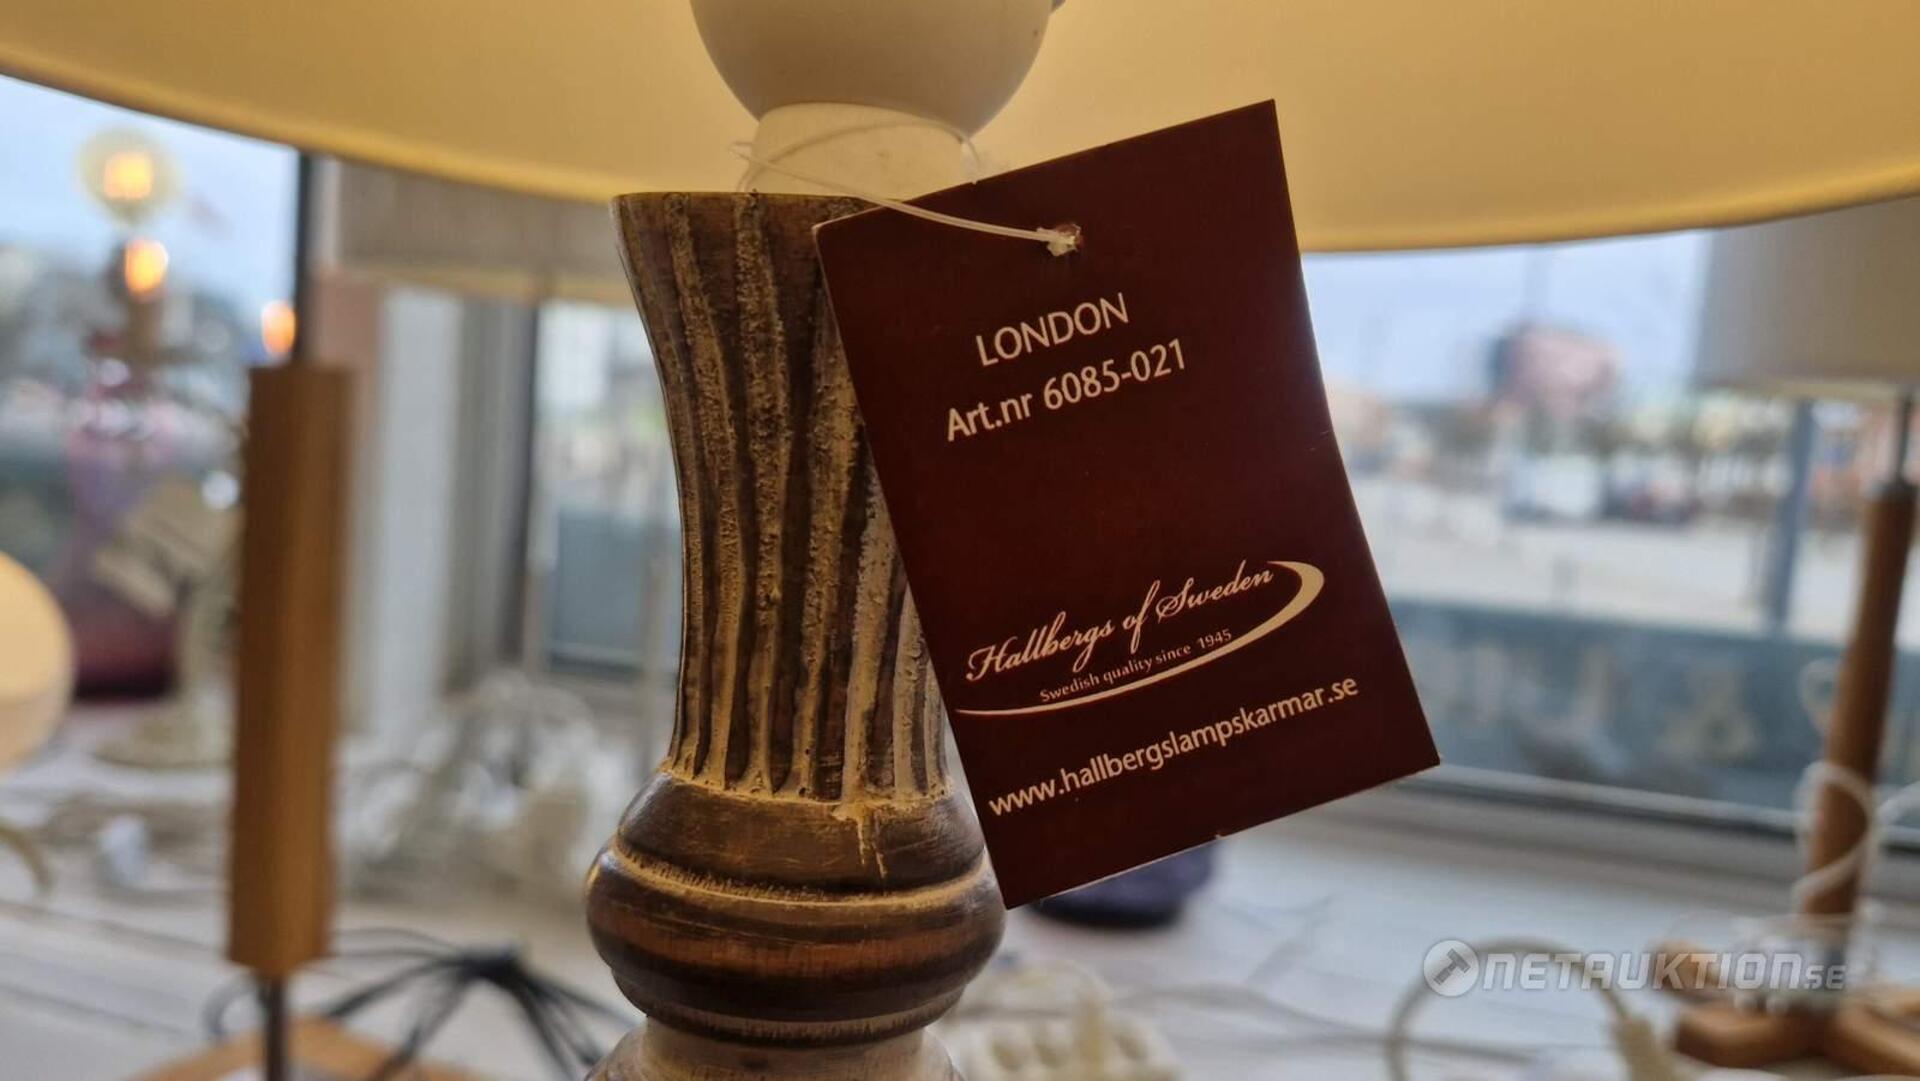 LONDON
Art.nr 6085-021
Hallbergs of Sweden
Swedish quality since 1945
www.hallbergslampskarmar.se
NETAUKTION.SE